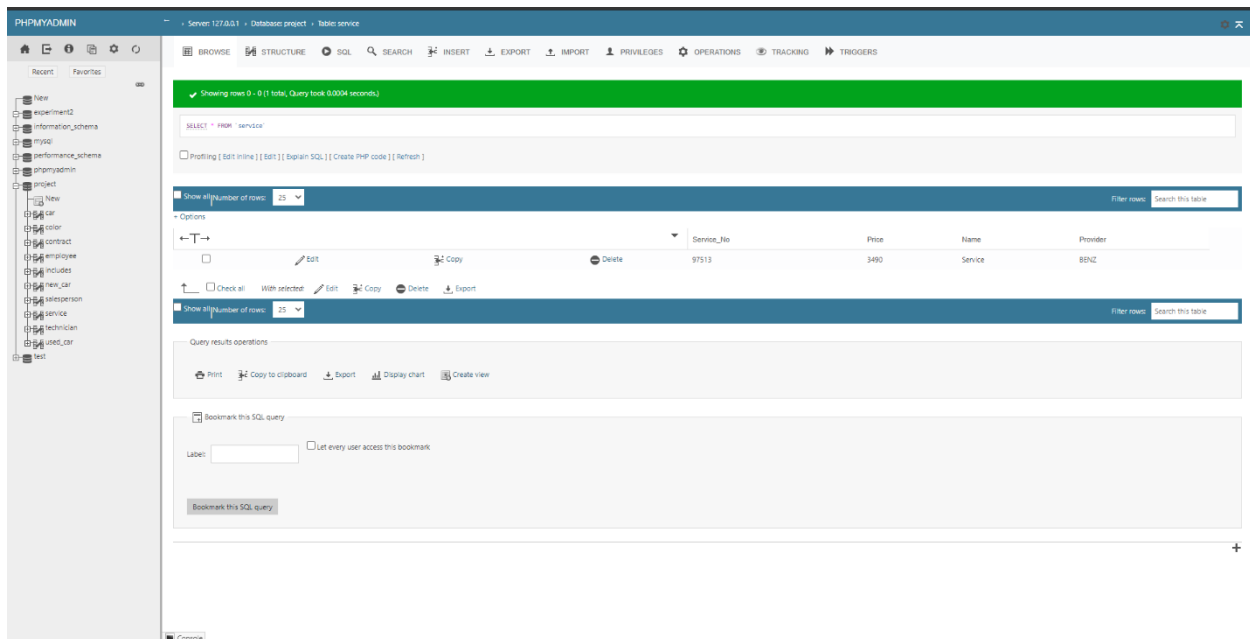 PHPMYADMIN
Server: 127.0.0.1 » Database: project » Table: service
BROWSE STRUCTURE SQL SEARCH INSERT EXPORT IMPORT PRIVILEGES OPERATIONS TRACKING TRIGGERS
Recent Favorites
New
experiment2
information_schema
mysql
performance_schema
phpmyadmin
project
New
car
color
contract
employee
includes
new_car
salesperson
service
technician
used_car
test
Showing rows 0 - 0 (1 total, Query took 0.0004 seconds.)
SELECT * FROM `service`
Profiling [ Edit inline ] [ Edit ] [ Explain SQL ] [ Create PHP code ] [ Refresh ]
Show all Number of rows: 25 Filter rows: Search this table
+ Options
←T→ Service_No Price Name Provider
Edit Copy Delete 97513 3490 Service BENZ
Check all With selected: Edit Copy Delete Export
Show all Number of rows: 25 Filter rows: Search this table
Query results operations
Print Copy to clipboard Export Display chart Create view
Bookmark this SQL query
Label: Let every user access this bookmark
Bookmark this SQL query
Console